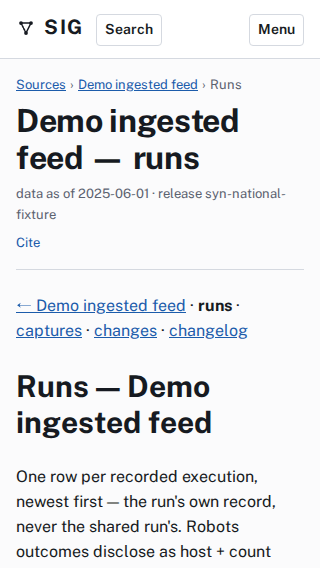 SIG
Search
Menu
Sources › Demo ingested feed › Runs
Demo ingested
feed — runs
data as of 2025-06-01 · release syn-national-
fixture
Cite
← Demo ingested feed · runs ·
captures · changes · changelog
Runs — Demo
ingested feed
One row per recorded execution,
newest first — the run's own record,
never the shared run's. Robots
outcomes disclose as host + count